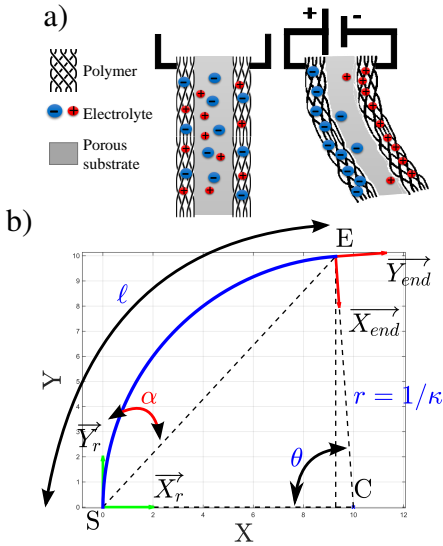 a)
+ -
Polymer
- + Electrolyte
Porous
substrate
b)
E
10
9
8
7
6
5
4
3
2
1
0
Y
ℓ
α
Y_end
X_end
r = 1/κ
θ
Y_r
X_r
S
C
0 2 4 6 8 10 12
X